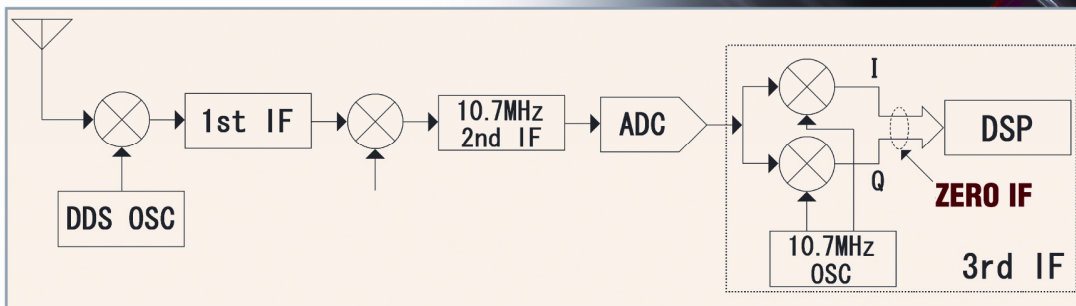 DDS OSC
1st IF
10.7MHz
2nd IF
ADC
I
Q
10.7MHz
OSC
DSP
ZERO IF
3rd IF